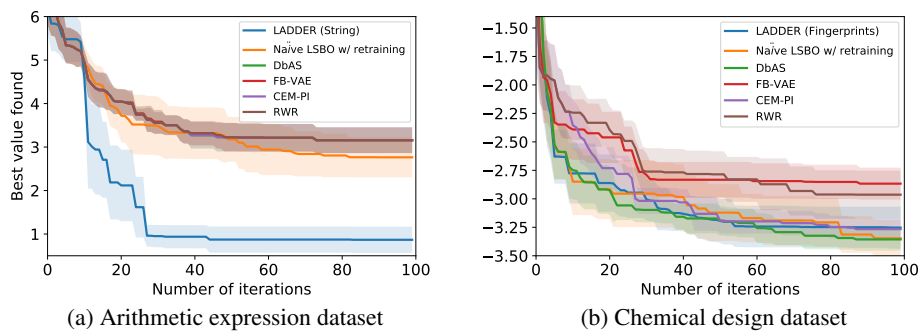 6
5
4
3
2
1
0
20
40
60
80
100
Best value found
Number of iterations
LADDER (String)
Naïve LSBO w/ retraining
DbAS
FB-VAE
CEM-PI
RWR
(a) Arithmetic expression dataset
−1.50
−1.75
−2.00
−2.25
−2.50
−2.75
−3.00
−3.25
−3.50
0
20
40
60
80
100
Number of iterations
LADDER (Fingerprints)
Naïve LSBO w/ retraining
DbAS
FB-VAE
CEM-PI
RWR
(b) Chemical design dataset